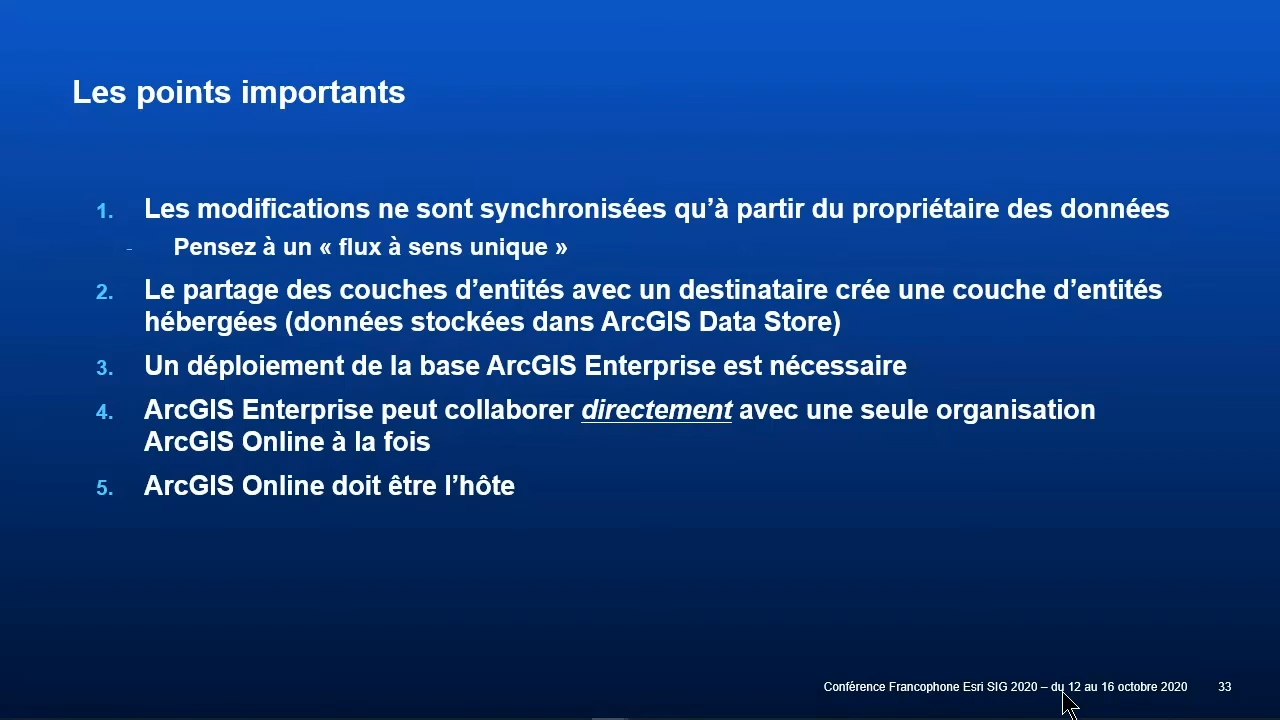 Les points importants
1. Les modifications ne sont synchronisées qu’à partir du propriétaire des données
- Pensez à un « flux à sens unique »
2. Le partage des couches d’entités avec un destinataire crée une couche d’entités
hébergées (données stockées dans ArcGIS Data Store)
3. Un déploiement de la base ArcGIS Enterprise est nécessaire
4. ArcGIS Enterprise peut collaborer directement avec une seule organisation
ArcGIS Online à la fois
5. ArcGIS Online doit être l’hôte
Conférence Francophone Esri SIG 2020 – du 12 au 16 octobre 2020 33